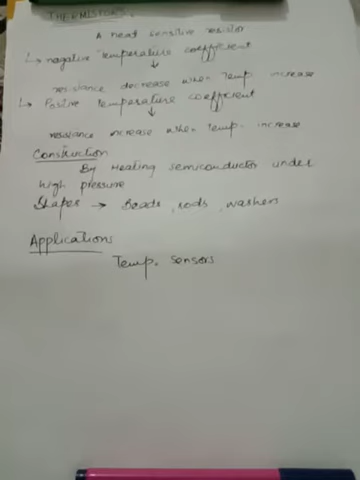 THERMISTORS.
A heat sensitive resistor
↳ negative Temperature coefficient
↓
resistance decrease when Temp increase
↳ Positive Temperature coefficient
↓
resistance increase when Temp. increase
Construction
By Heating semiconductor under
high pressure
Shapes → Beads, rods, washers
Applications
Temp. Sensors